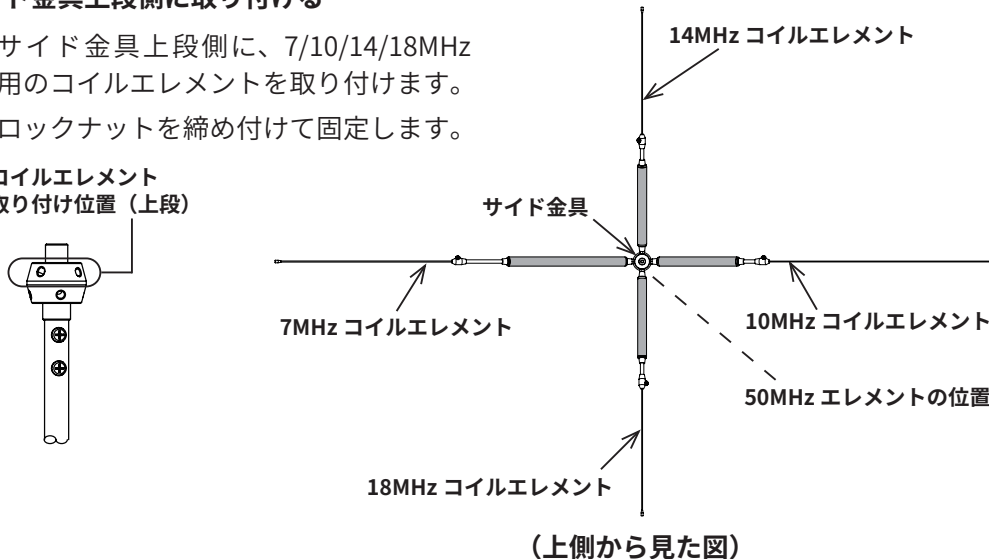 ド金具上段側に取り付ける
サイド金具上段側に、7/10/14/18MHz
用のコイルエレメントを取り付けます。
ロックナットを締め付けて固定します。
コイルエレメント
取り付け位置（上段）
14MHz コイルエレメント
サイド金具
7MHz コイルエレメント
10MHz コイルエレメント
50MHz エレメントの位置
18MHz コイルエレメント
（上側から見た図）